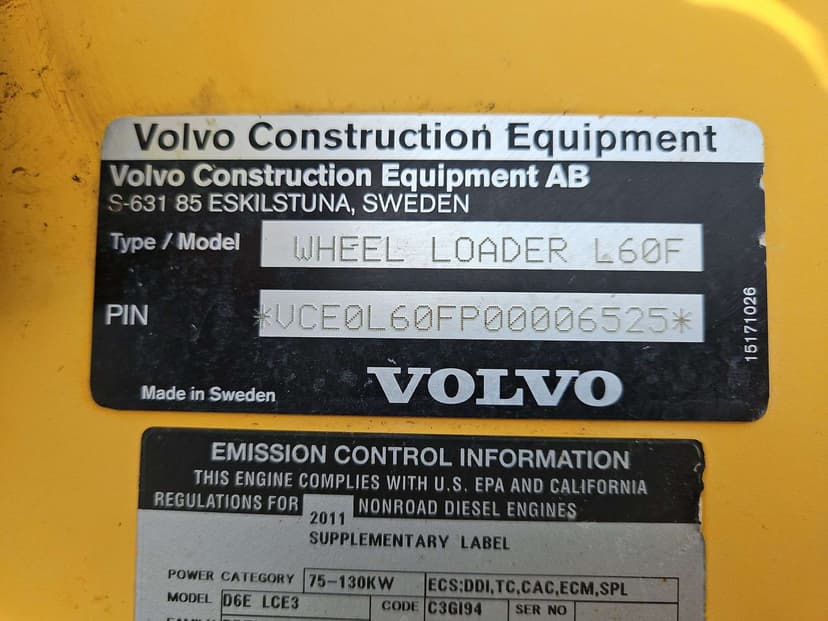 Volvo Construction Equipment
Volvo Construction Equipment AB
S-631 85 ESKILSTUNA, SWEDEN
Type / Model WHEEL LOADER L60F
PIN *VCE0L60FP00006525*
15171026
Made in Sweden VOLVO
EMISSION CONTROL INFORMATION
THIS ENGINE COMPLIES WITH U.S. EPA AND CALIFORNIA
REGULATIONS FOR 2011 NONROAD DIESEL ENGINES
SUPPLEMENTARY LABEL
POWER CATEGORY 75-130KW ECS:DDI,TC,CAC,ECM,SPL
MODEL D6E LCE3 CODE C3GI94 SER NO